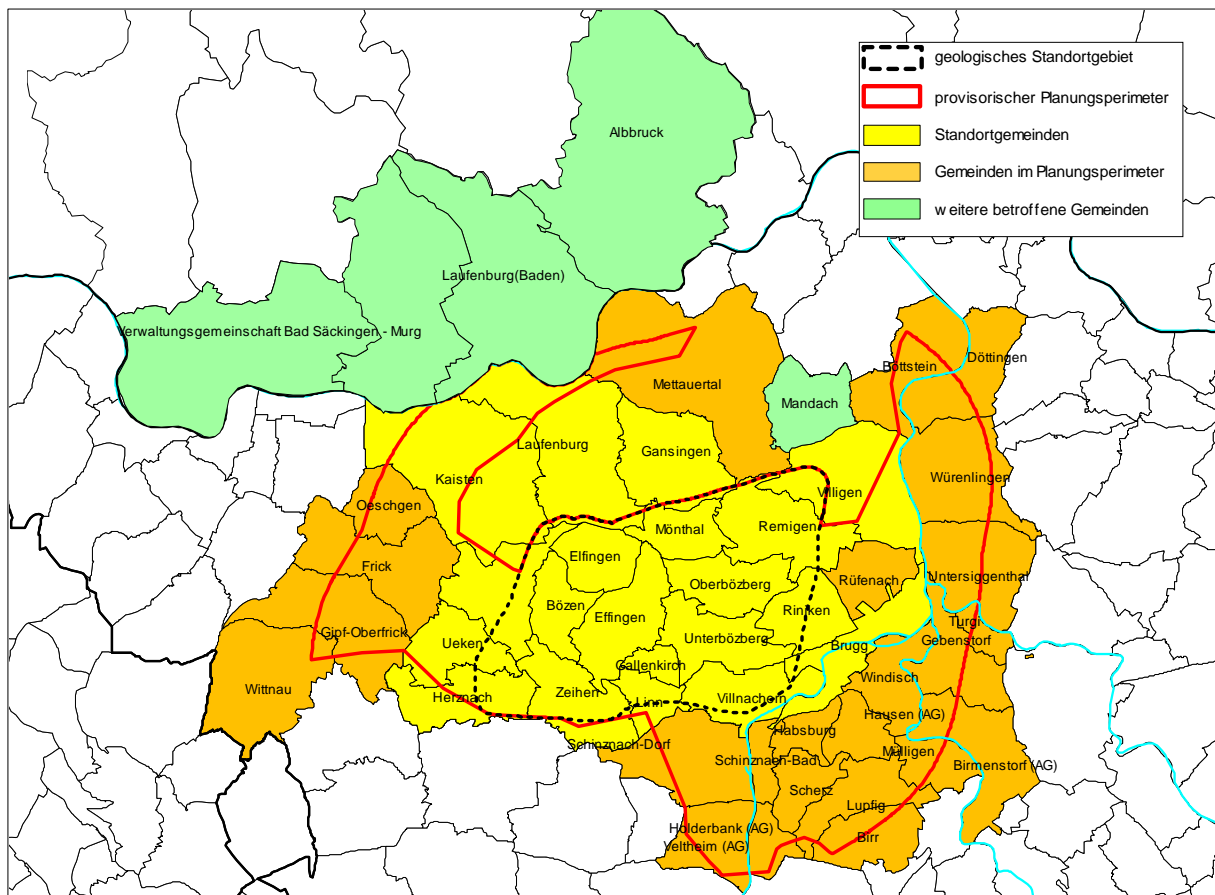 geologisches Standortgebiet
provisorischer Planungsperimeter
Standortgemeinden
Gemeinden im Planungsperimeter
weitere betroffene Gemeinden
Albbruck
Laufenburg(Baden)
Verwaltungsgemeinschaft Bad Säckingen - Murg
Döttingen
Böttstein
Mettauertal
Mandach
Laufenburg
Gansingen
Kaisten
Würenlingen
Villigen
Oeschgen
Mönthal
Remigen
Elfingen
Frick
Oberbözberg
Rüfenach
Untersiggenthal
Bözen
Effingen
Riniken
Turgi
Gipf-Oberfrick
Ueken
Unterbözberg
Brugg
Gebenstorf
Gallenkirch
Windisch
Wittnau
Herznach
Zeihen
Linn
Villnachern
Hausen (AG)
Habsburg
Schinznach-Dorf
Mülligen
Schinznach-Bad
Birmenstorf (AG)
Scherz
Lupfig
Holderbank (AG)
Birr
Veltheim (AG)